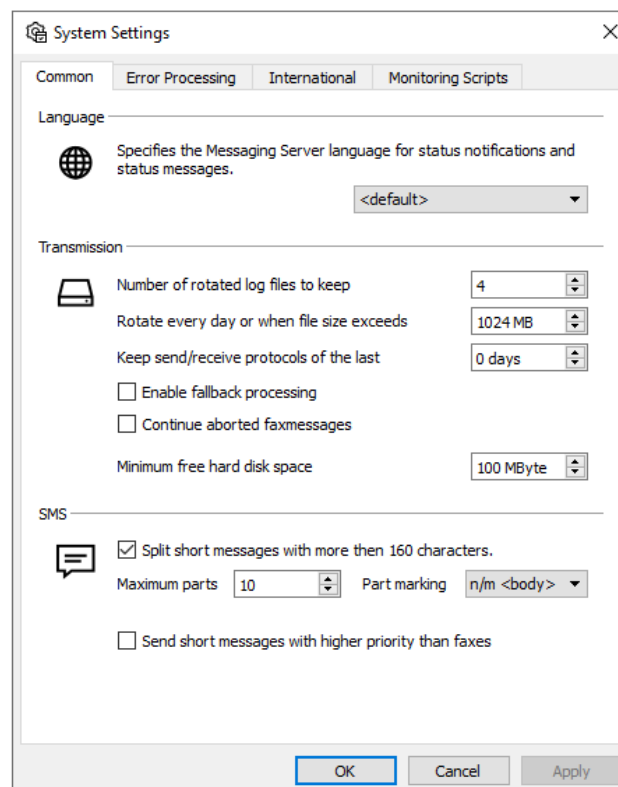 System Settings
Common Error Processing International Monitoring Scripts
Language
Specifies the Messaging Server language for status notifications and
status messages.
<default>
Transmission
Number of rotated log files to keep 4
Rotate every day or when file size exceeds 1024 MB
Keep send/receive protocols of the last 0 days
Enable fallback processing
Continue aborted faxmessages
Minimum free hard disk space 100 MByte
SMS
Split short messages with more then 160 characters.
Maximum parts 10 Part marking n/m <body>
Send short messages with higher priority than faxes
OK Cancel Apply